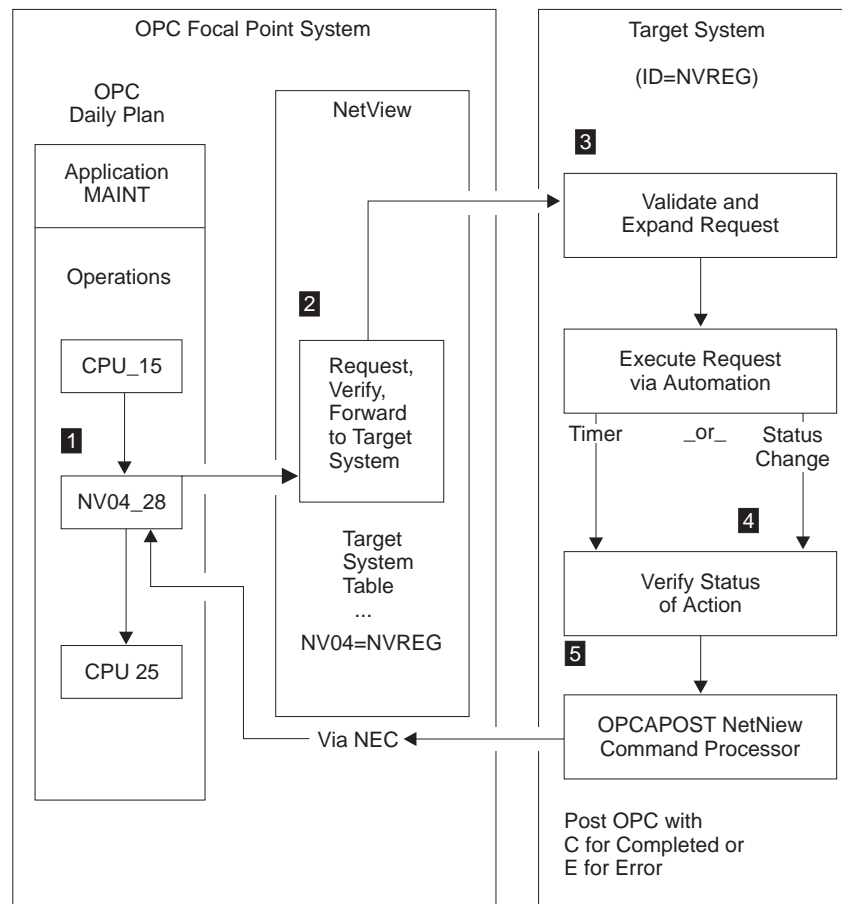 OPC Focal Point System
OPC
Daily Plan
Application
MAINT
Operations
CPU_15
1
NV04_28
CPU 25
NetView
2
Request,
Verify,
Forward
to Target
System
Target
System
Table
...
NV04=NVREG
Via NEC
Target System
(ID=NVREG)
3
Validate and
Expand Request
Execute Request
via Automation
Timer
_or_
Status
Change
4
Verify Status
of Action
5
OPCAPOST NetNiew
Command Processor
Post OPC with
C for Completed or
E for Error